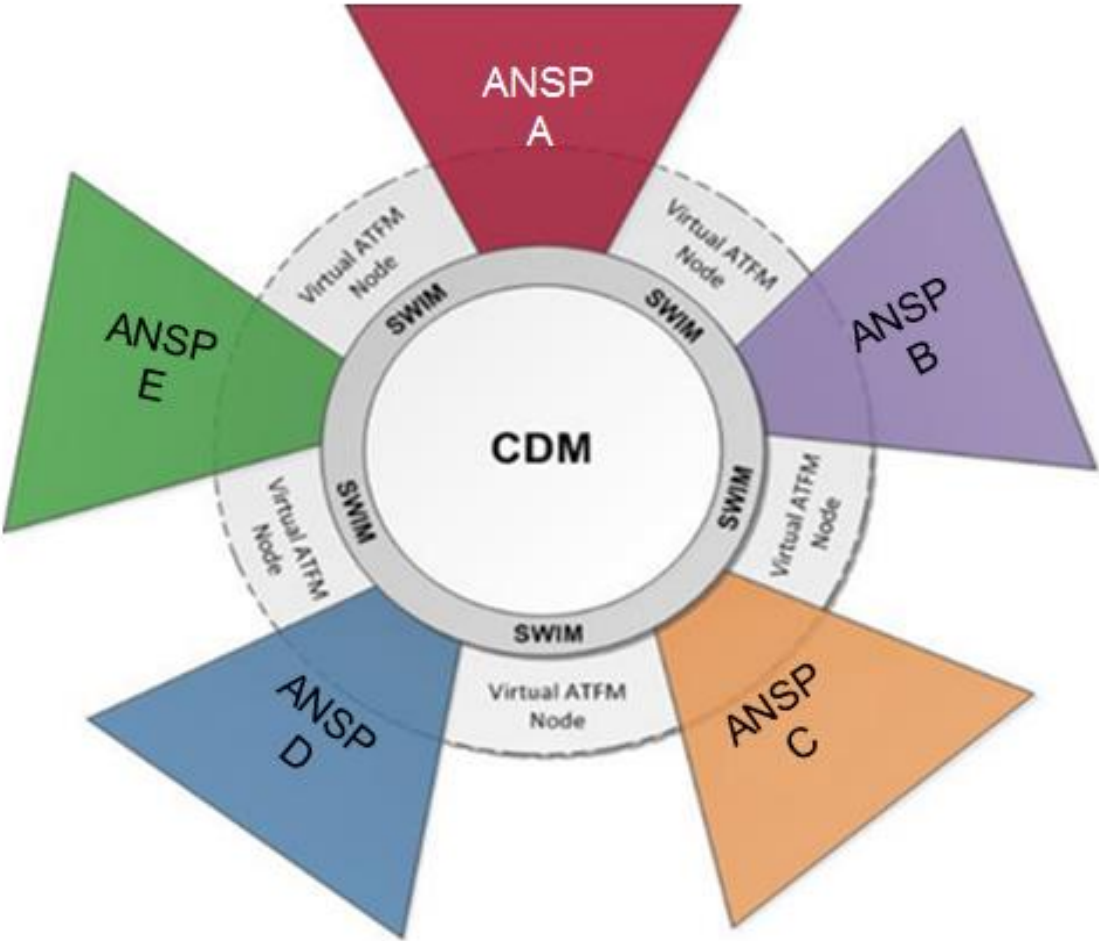 ANSP
A
Virtual ATFM
Node
Virtual ATFM
Node
SWIM
SWIM
ANSP
B
ANSP
E
CDM
SWIM
SWIM
Virtual ATFM
Node
Virtual ATFM
Node
SWIM
Virtual ATFM
Node
ANSP
D
ANSP
C